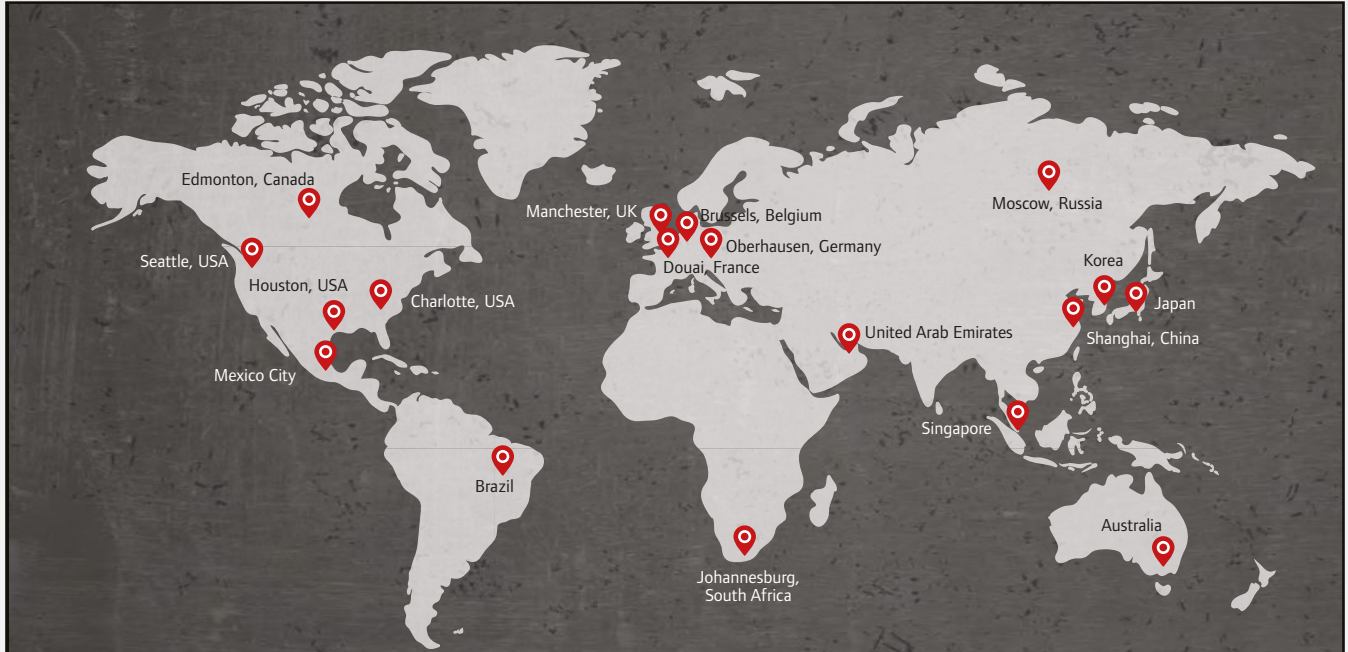 Edmonton, Canada
Seattle, USA
Houston, USA
Charlotte, USA
Mexico City
Brazil
Manchester, UK
Brussels, Belgium
Oberhausen, Germany
Douai, France
United Arab Emirates
Johannesburg,
South Africa
Moscow, Russia
Korea
Japan
Shanghai, China
Singapore
Australia